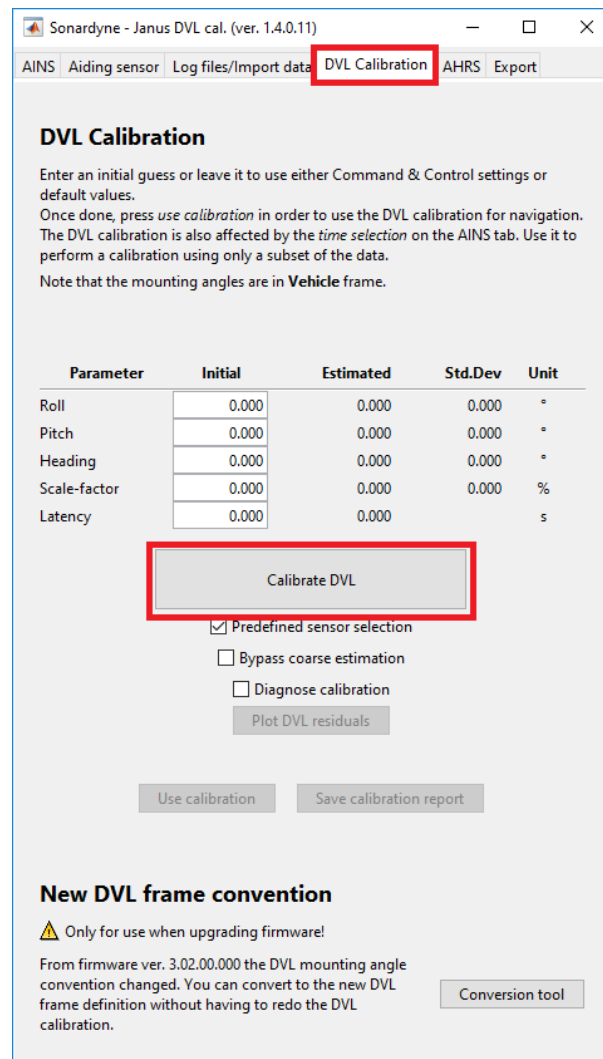 Sonardyne - Janus DVL cal. (ver. 1.4.0.11)
AINS Aiding sensor Log files/Import data DVL Calibration AHRS Export
DVL Calibration
Enter an initial guess or leave it to use either Command & Control settings or
default values.
Once done, press use calibration in order to use the DVL calibration for navigation.
The DVL calibration is also affected by the time selection on the AINS tab. Use it to
perform a calibration using only a subset of the data.
Note that the mounting angles are in Vehicle frame.
Parameter Initial Estimated Std.Dev Unit
Roll 0.000 0.000 0.000 °
Pitch 0.000 0.000 0.000 °
Heading 0.000 0.000 0.000 °
Scale-factor 0.000 0.000 0.000 %
Latency 0.000 0.000 s
Calibrate DVL
Predefined sensor selection
Bypass coarse estimation
Diagnose calibration
Plot DVL residuals
Use calibration Save calibration report
New DVL frame convention
Only for use when upgrading firmware!
From firmware ver. 3.02.00.000 the DVL mounting angle
convention changed. You can convert to the new DVL
frame definition without having to redo the DVL
calibration.
Conversion tool